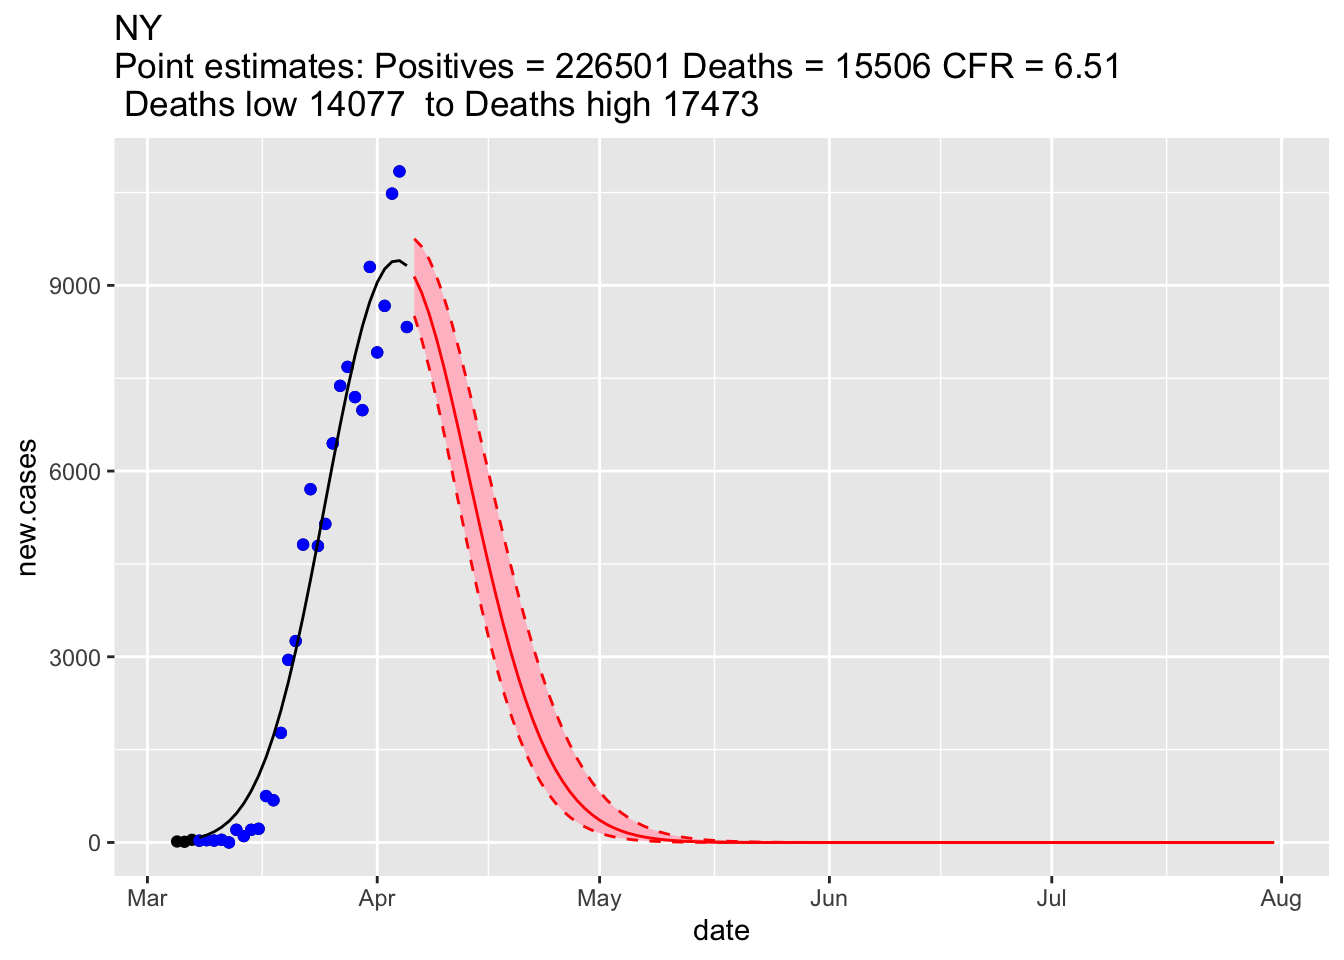 NY
Point estimates: Positives = 226501 Deaths = 15506 CFR = 6.51
Deaths low 14077  to Deaths high 17473
9000
6000
3000
0
new.cases
Mar Apr May Jun Jul Aug
date